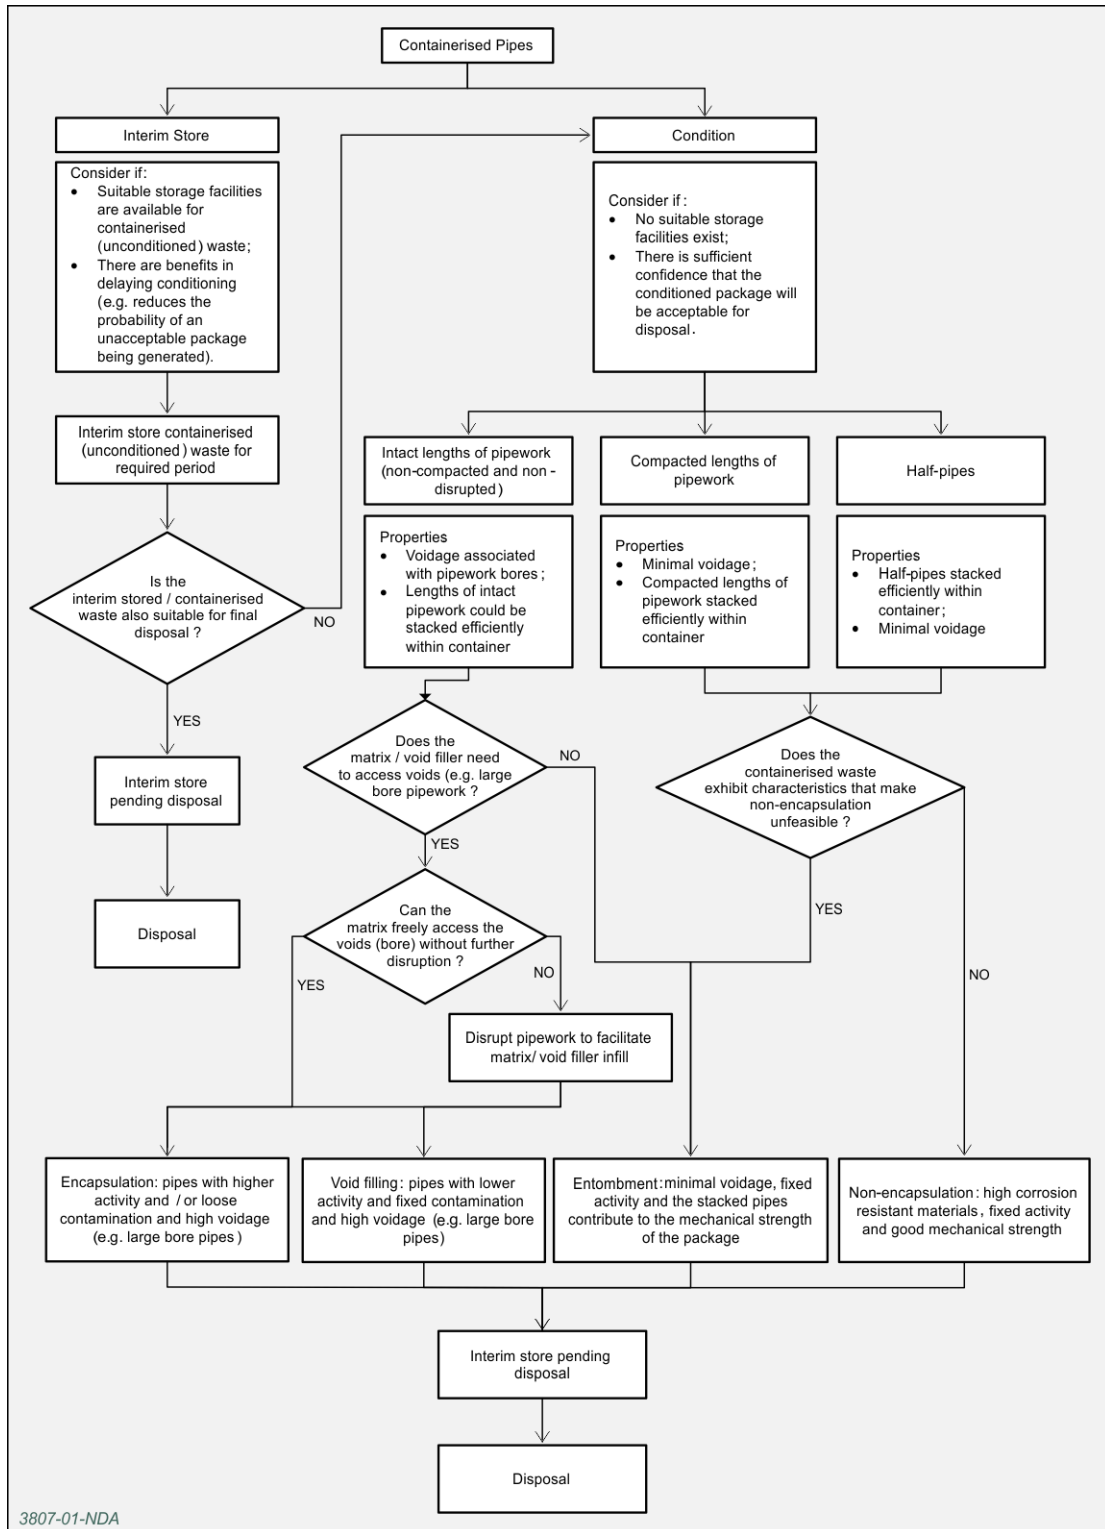 Containerised Pipes
Interim Store
Condition
Consider if:
• Suitable storage facilities
are available for
containerised
(unconditioned) waste;
• There are benefits in
delaying conditioning
(e.g. reduces the
probability of an
unacceptable package
being generated).
Consider if :
• No suitable storage
facilities exist;
• There is sufficient
confidence that the
conditioned package will
be acceptable for
disposal.
Interim store containerised
(unconditioned) waste for
required period
Intact lengths of pipework
(non-compacted and non -
disrupted)
Compacted lengths of
pipework
Half-pipes
Properties
• Voidage associated
with pipework bores ;
• Lengths of intact
pipework could be
stacked efficiently
within container
Properties
• Minimal voidage ;
• Compacted lengths of
pipework stacked
efficiently within
container
Properties
• Half-pipes stacked
efficiently within
container ;
• Minimal voidage
Is the
interim stored / containerised
waste also suitable for final
disposal ?
NO
YES
Interim store
pending disposal
Disposal
Does the
matrix / void filler need
to access voids (e.g. large
bore pipework ?
NO
YES
Does the
containerised waste
exhibit characteristics that make
non-encapsulation
unfeasible ?
YES
NO
Can the
matrix freely access the
voids (bore) without further
disruption ?
YES
NO
Disrupt pipework to facilitate
matrix/ void filler infill
Encapsulation: pipes with higher
activity and / or loose
contamination and high voidage
(e.g. large bore pipes )
Void filling: pipes with lower
activity and fixed contamination
and high voidage (e.g. large bore
pipes)
Entombment: minimal voidage, fixed
activity and the stacked pipes
contribute to the mechanical strength
of the package
Non-encapsulation : high corrosion
resistant materials, fixed activity
and good mechanical strength
Interim store pending
disposal
Disposal
3807-01-NDA